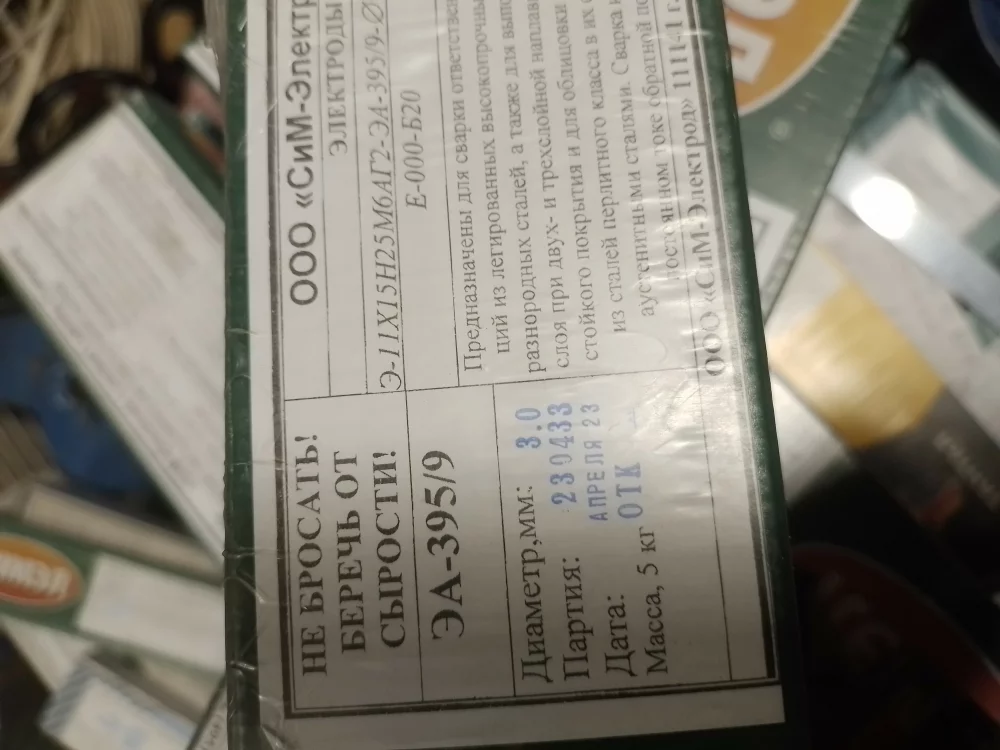 НЕ БРОСАТЬ!
БЕРЕЧЬ ОТ
СЫРОСТИ!
ЭА-395/9
Диаметр,мм: 3.0
Партия: 230433
Дата: АПРЕЛЯ 23
Масса, 5 кг ОТК
ООО «СиМ-Электр
ЭЛЕКТРОДЫ
Э-11Х15Н25М6АГ2-ЭА-395/9-Ø
Е-000-Б20
Предназначены для сварки ответстве
ций из легированных высокопрочны
разнородных сталей, а также для выпо
слоя при двух- и трехслойной наплав
стойкого покрытия и для облицовки
из сталей перлитного класса в их с
аустенитными сталями. Сварка н
постоянном токе обратной по
ООО «СиМ-Электрод» 111141 г.